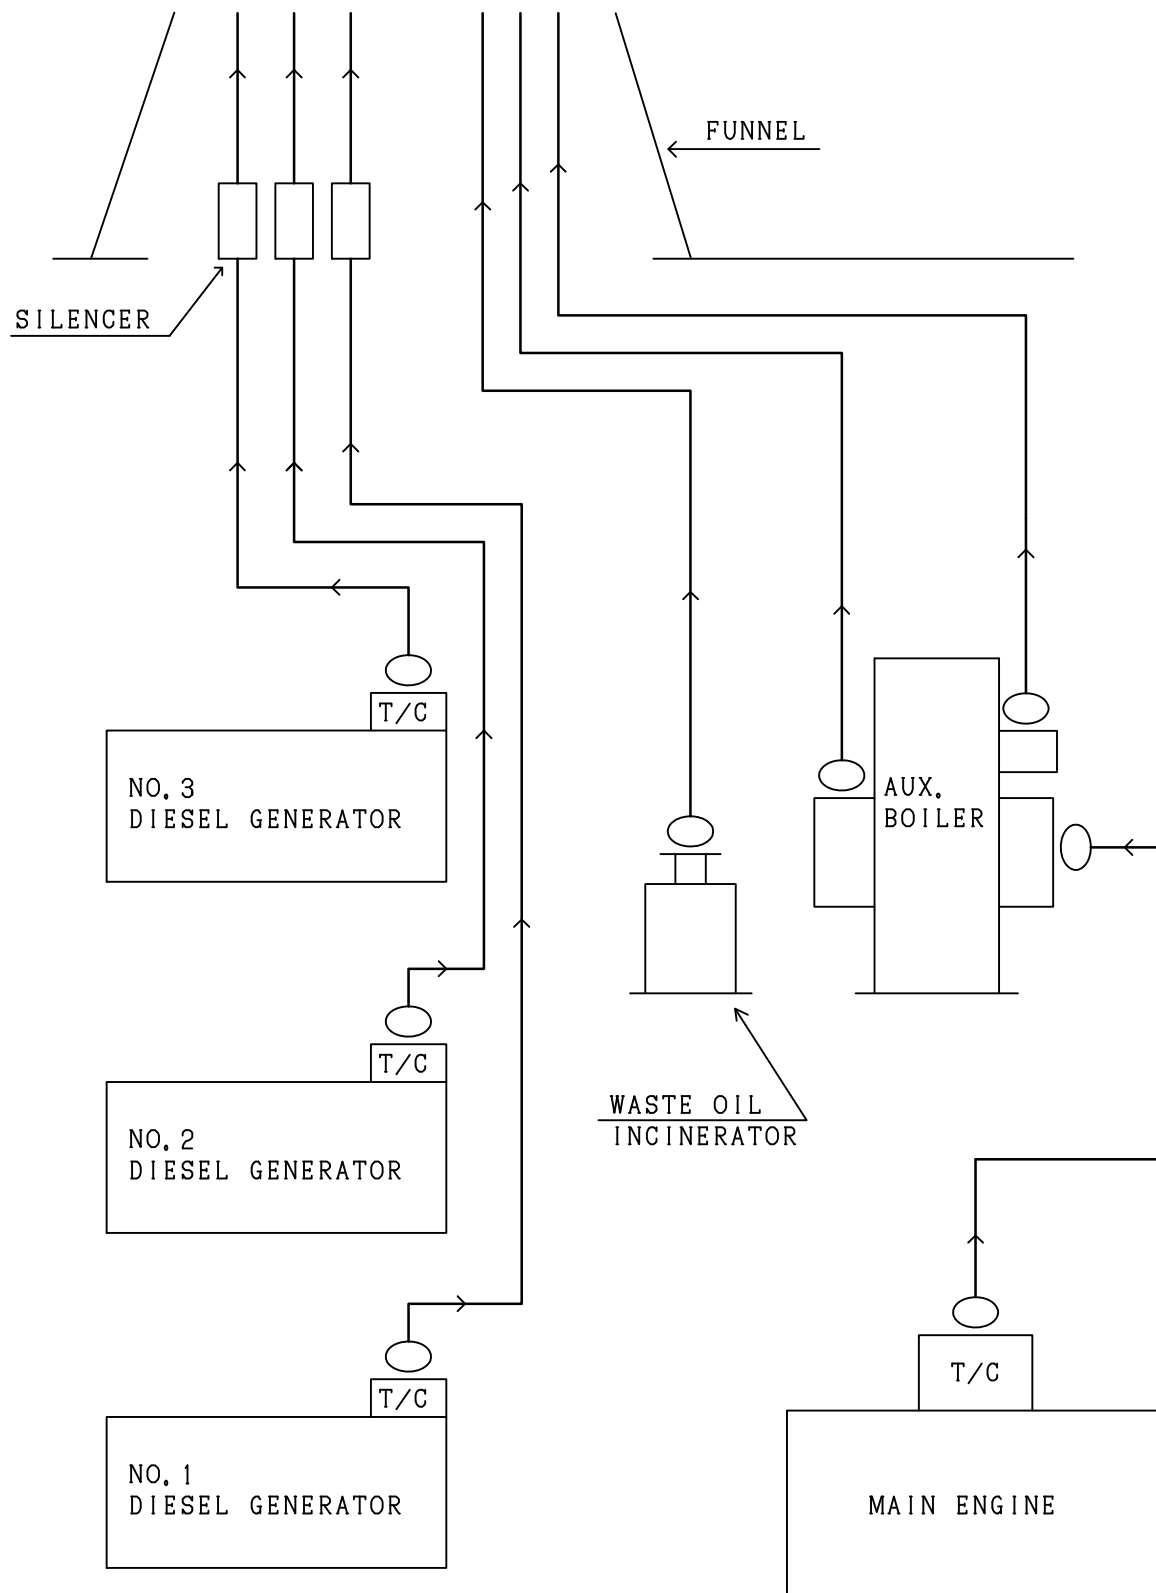 FUNNEL
SILENCER
T/C
NO. 3
DIESEL GENERATOR
AUX.
BOILER
T/C
WASTE OIL
INCINERATOR
NO. 2
DIESEL GENERATOR
T/C
T/C
NO. 1
DIESEL GENERATOR
MAIN ENGINE